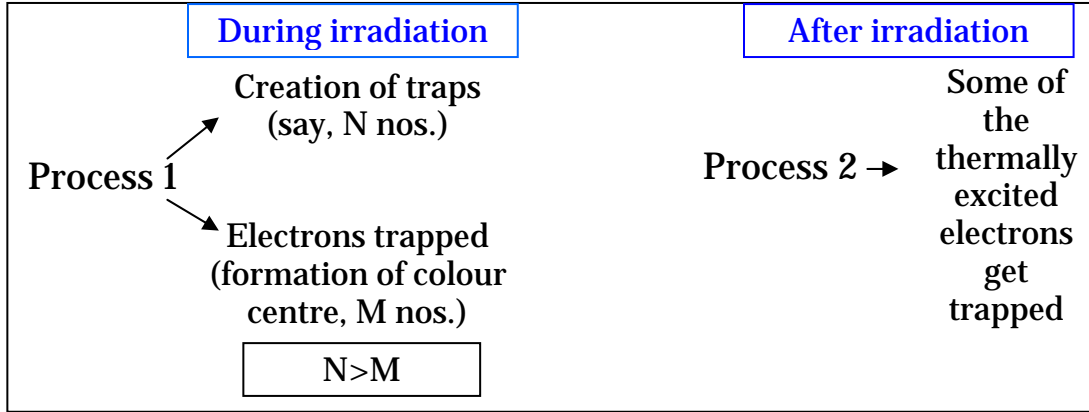 During irradiation
Creation of traps
(say, N nos.)
Process 1
Electrons trapped
(formation of colour
centre, M nos.)
N>M
After irradiation
Process 2
Some of
the
thermally
excited
electrons
get
trapped